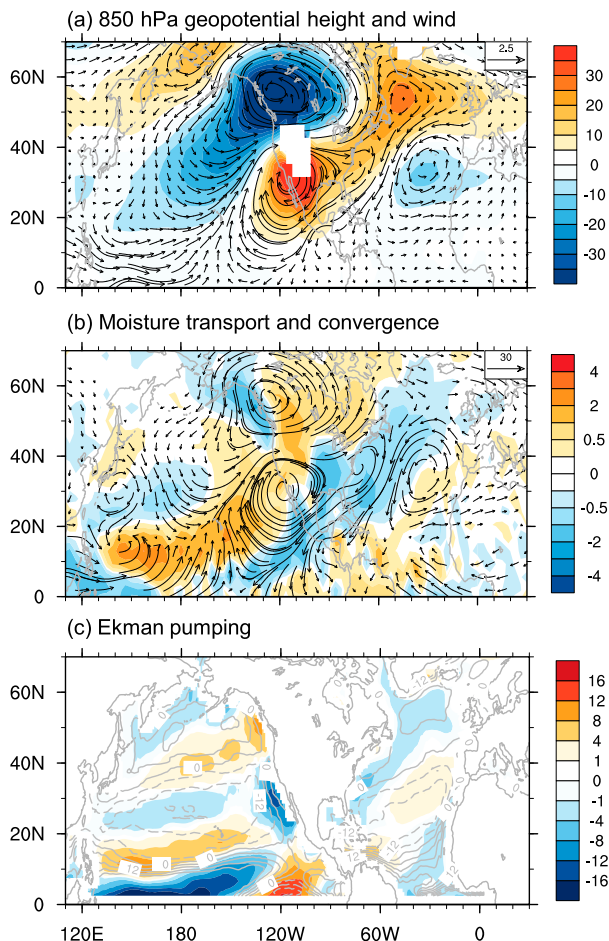 (a) 850 hPa geopotential height and wind
2.5
60N
40N
20N
0
30
20
10
0
-10
-20
-30
(b) Moisture transport and convergence
30
60N
40N
20N
0
4
2
0.5
0
-0.5
-2
-4
(c) Ekman pumping
60N
40N
20N
0
16
12
8
4
1
0
-1
-4
-8
-12
-16
120E 180 120W 60W 0